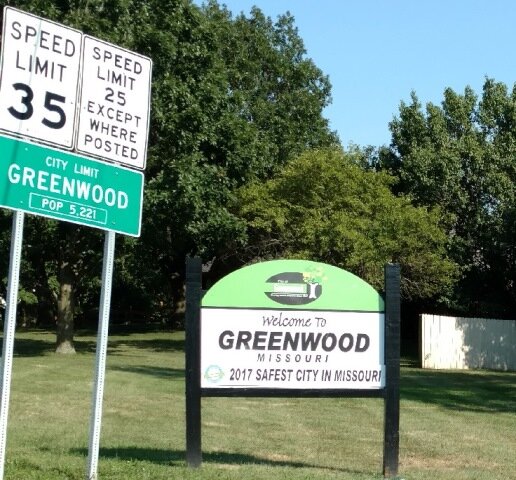 SPEED
LIMIT
35
SPEED
LIMIT
25
EXCEPT
WHERE
POSTED
CITY LIMIT
GREENWOOD
POP 5,221
Welcome To
GREENWOOD
MISSOURI
2017 SAFEST CITY IN MISSOURI